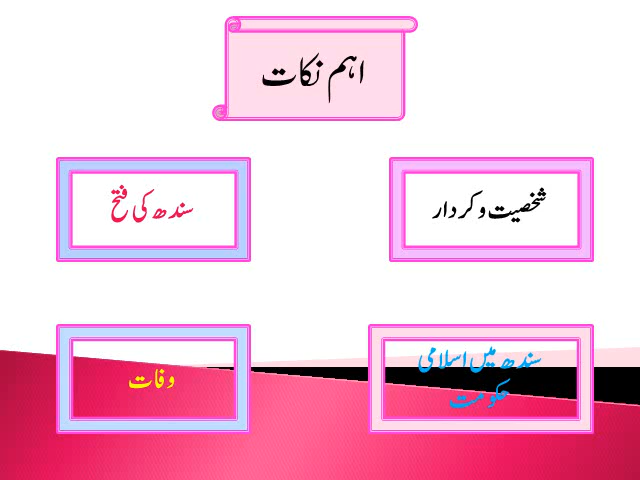 اہم نکات
شخصیت و کردار
سندھ کی فتح
سندھ میں اسلامی
حکومت
وفات